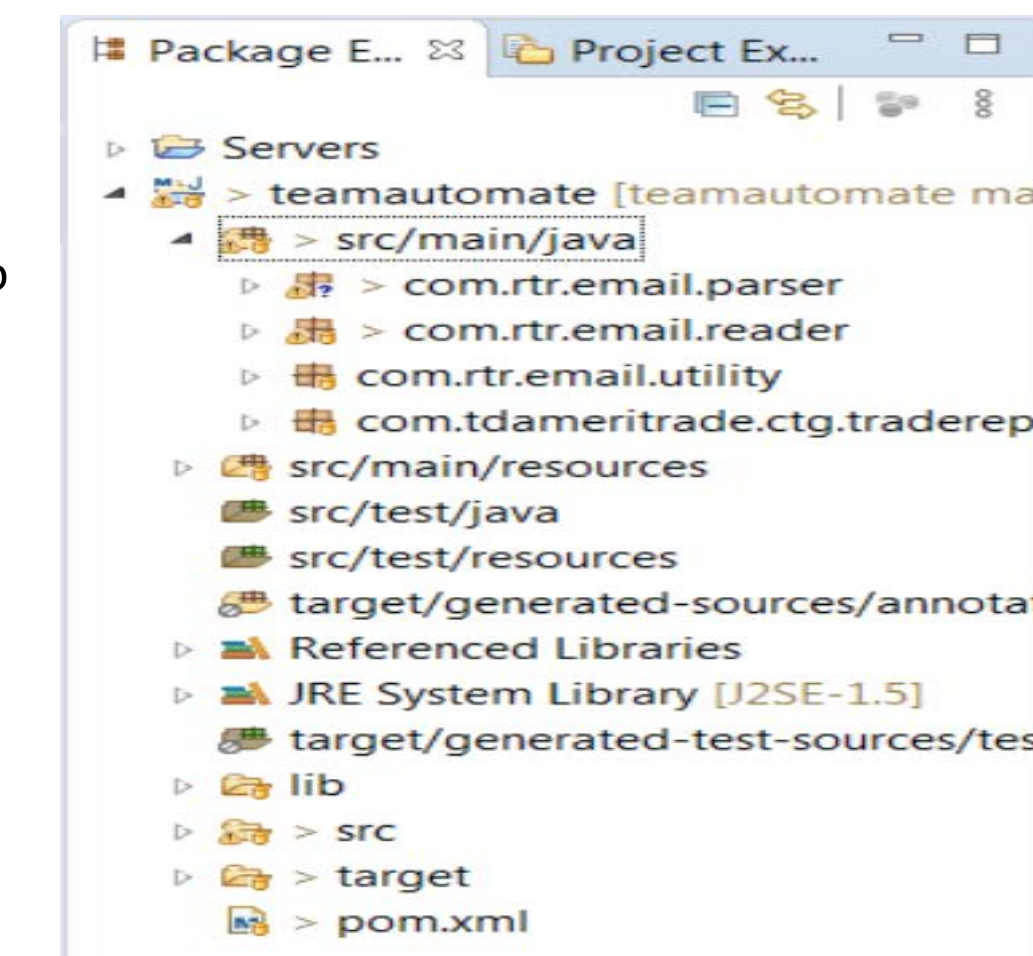 Package E... Project Ex...
Servers
> teamautomate [teamautomate ma
> src/main/java
> com.rtr.email.parser
> com.rtr.email.reader
com.rtr.email.utility
com.tdameritrade.ctg.traderep
src/main/resources
src/test/java
src/test/resources
target/generated-sources/annota
Referenced Libraries
JRE System Library [J2SE-1.5]
target/generated-test-sources/tes
lib
> src
> target
> pom.xml